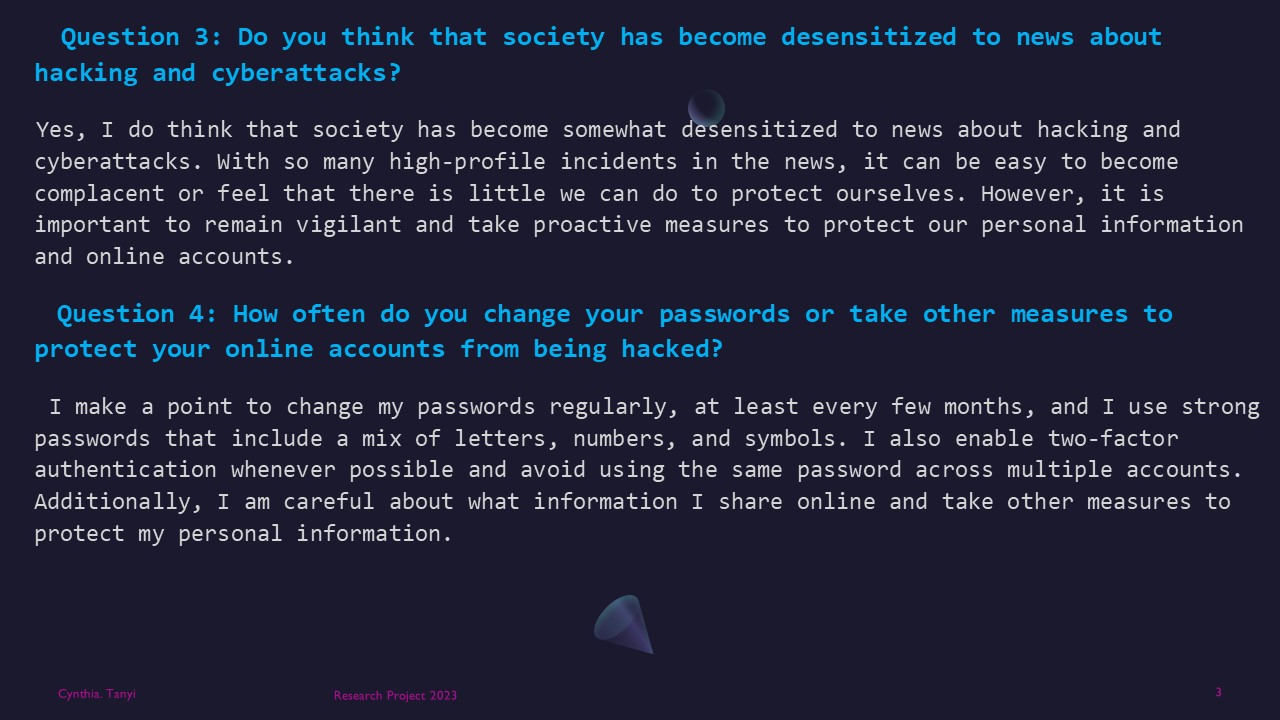 Question 3: Do you think that society has become desensitized to news about
hacking and cyberattacks?
Yes, I do think that society has become somewhat desensitized to news about hacking and
cyberattacks. With so many high-profile incidents in the news, it can be easy to become
complacent or feel that there is little we can do to protect ourselves. However, it is
important to remain vigilant and take proactive measures to protect our personal information
and online accounts.
Question 4: How often do you change your passwords or take other measures to
protect your online accounts from being hacked?
I make a point to change my passwords regularly, at least every few months, and I use strong
passwords that include a mix of letters, numbers, and symbols. I also enable two-factor
authentication whenever possible and avoid using the same password across multiple accounts.
Additionally, I am careful about what information I share online and take other measures to
protect my personal information.
Cynthia. Tanyi
Research Project 2023
3